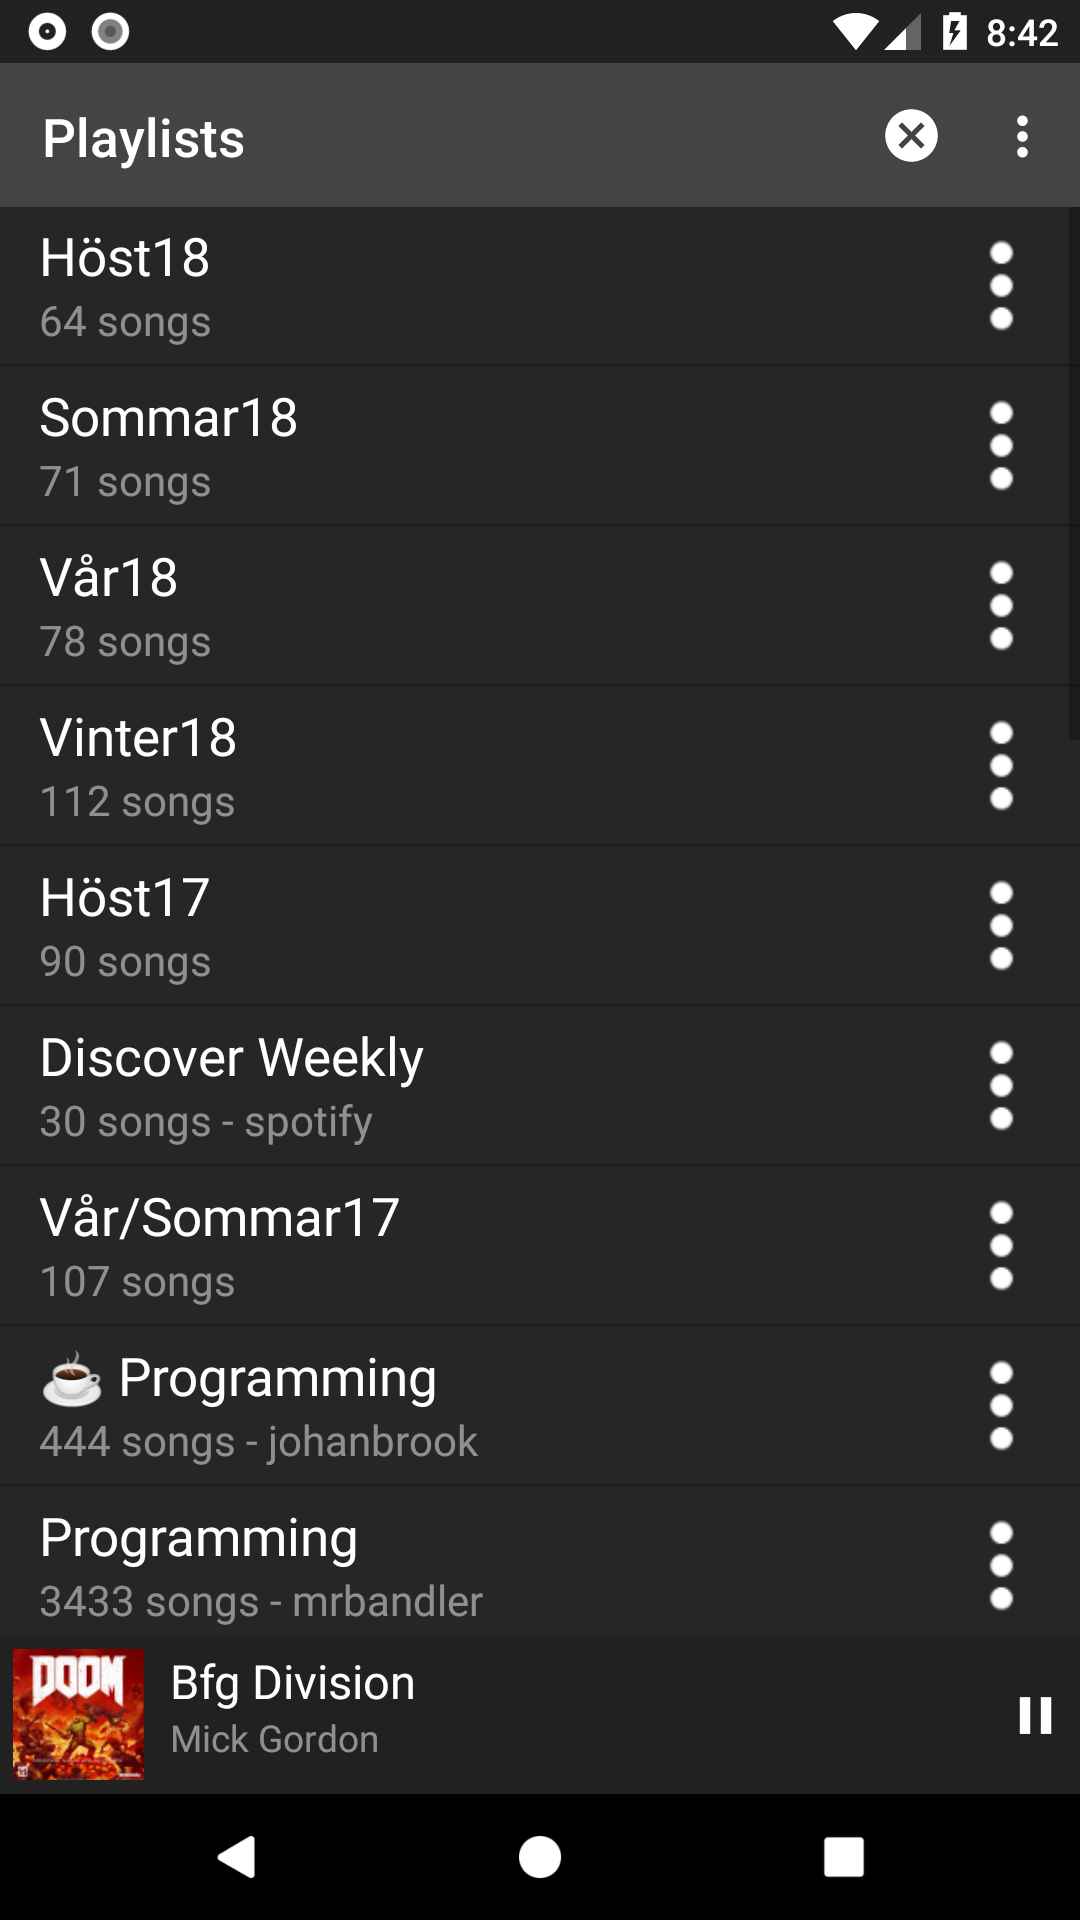 8:42
Playlists
Höst18
64 songs
Sommar18
71 songs
Vår18
78 songs
Vinter18
112 songs
Höst17
90 songs
Discover Weekly
30 songs - spotify
Vår/Sommar17
107 songs
☕ Programming
444 songs - johanbrook
Programming
3433 songs - mrbandler
DOOM
Bfg Division
Mick Gordon